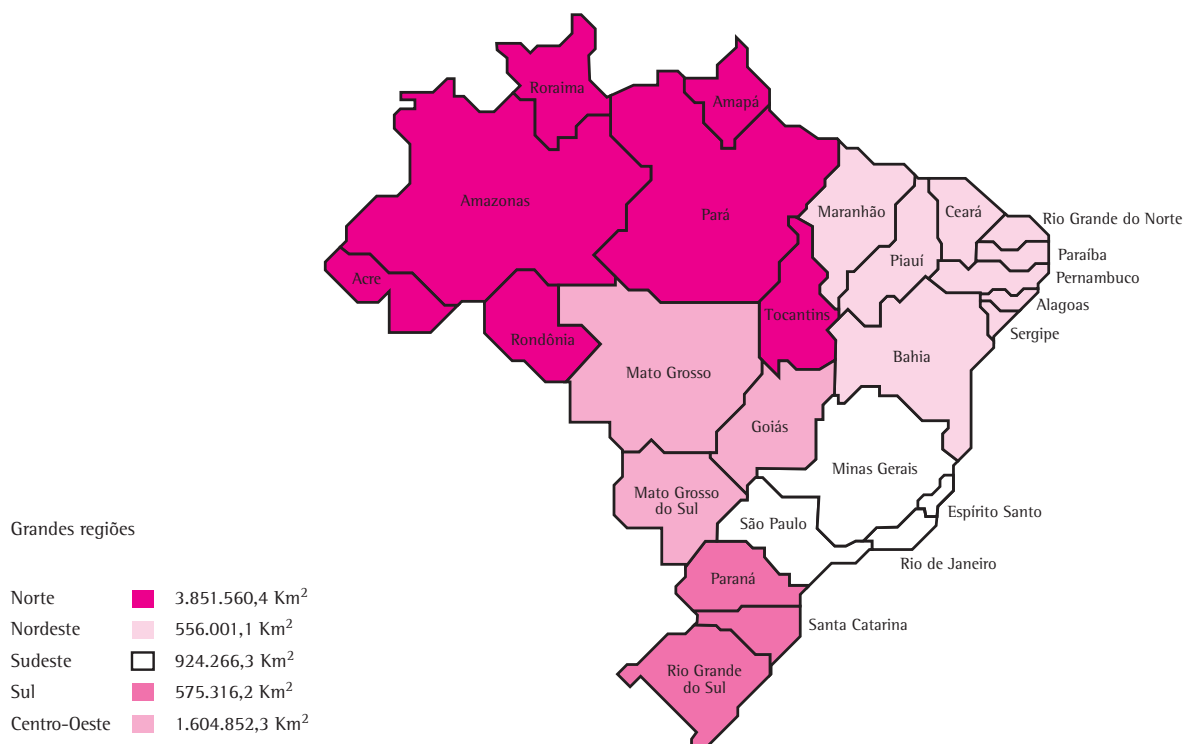 Roraima
Amapá
Amazonas
Pará
Maranhão
Ceará
Rio Grande do Norte
Piauí
Paraíba
Pernambuco
Acre
Alagoas
Tocantins
Sergipe
Rondônia
Bahia
Mato Grosso
Goiás
Minas Gerais
Mato Grosso
do Sul
Espírito Santo
São Paulo
Rio de Janeiro
Paraná
Santa Catarina
Rio Grande
do Sul
Grandes regiões
Norte 3.851.560,4 Km²
Nordeste 556.001,1 Km²
Sudeste 924.266,3 Km²
Sul 575.316,2 Km²
Centro-Oeste 1.604.852,3 Km²